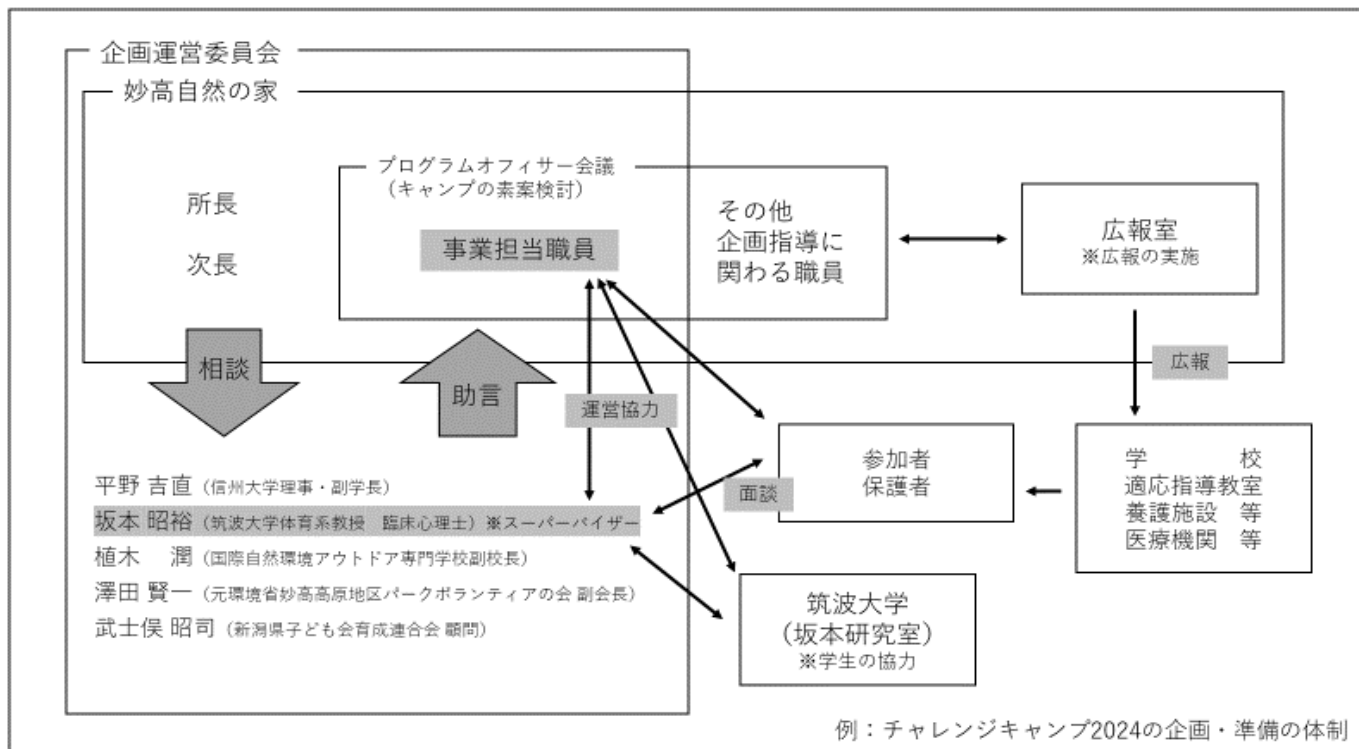 企画運営委員会
妙高自然の家
所長
次長
プログラムオフィサー会議
（キャンプの素案検討）
事業担当職員
その他
企画指導に
関わる職員
広報室
※広報の実施
相談
助言
運営協力
広報
面談
参加者
保護者
学　　　校
適応指導教室
養護施設　等
医療機関　等
平野 吉直（信州大学理事・副学長）
坂本 昭裕（筑波大学体育系教授　臨床心理士）※スーパーバイザー
植木　潤（国際自然環境アウトドア専門学校副校長）
澤田 賢一（元環境省妙高高原地区パークボランティアの会 副会長）
武士俣 昭司（新潟県子ども会育成連合会 顧問）
筑波大学
（坂本研究室）
※学生の協力
例：チャレンジキャンプ2024の企画・準備の体制